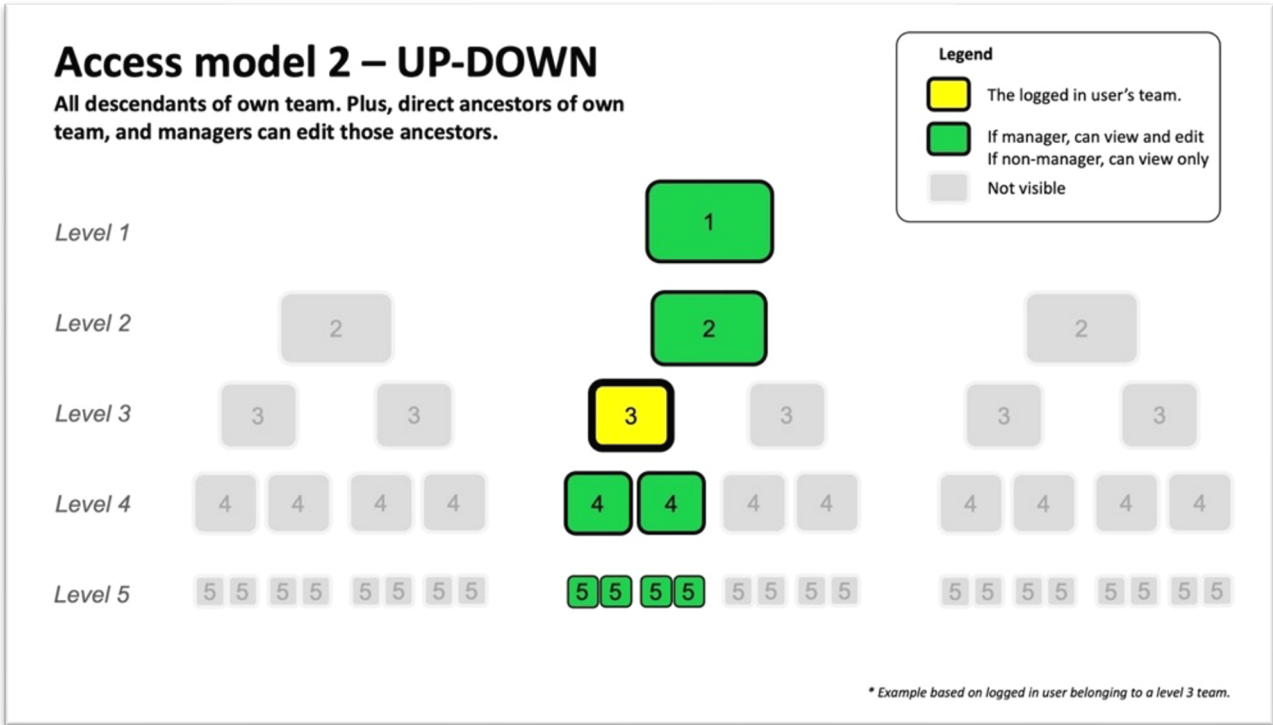 Access model 2 – UP-DOWN
All descendants of own team. Plus, direct ancestors of own
team, and managers can edit those ancestors.
Legend
The logged in user's team.
If manager, can view and edit
If non-manager, can view only
Not visible
Level 1
1
Level 2
2 2 2
Level 3
3 3 3 3 3 3
Level 4
4 4 4 4 4 4 4 4 4 4 4 4
Level 5
5 5 5 5 5 5 5 5 5 5 5 5 5 5 5 5 5 5 5 5 5 5 5 5
* Example based on logged in user belonging to a level 3 team.